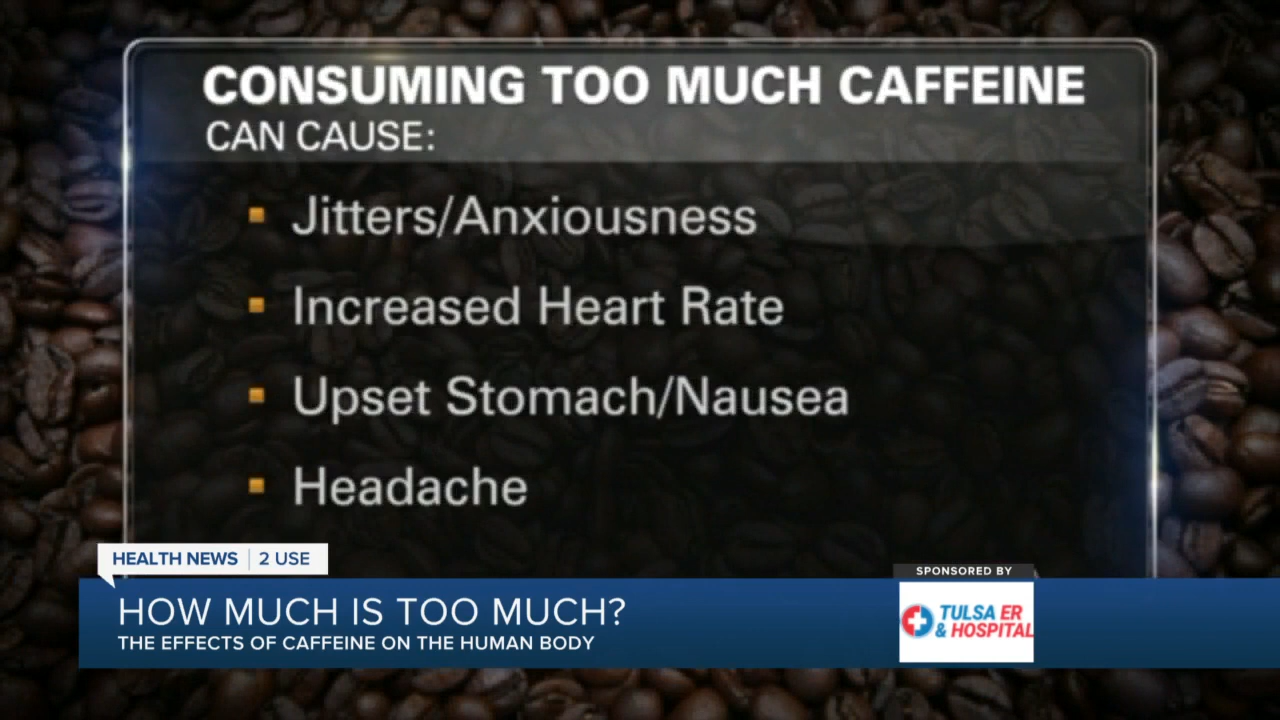 CONSUMING TOO MUCH CAFFEINE
CAN CAUSE:
Jitters/Anxiousness
Increased Heart Rate
Upset Stomach/Nausea
Headache
HEALTH NEWS | 2 USE
HOW MUCH IS TOO MUCH?
THE EFFECTS OF CAFFEINE ON THE HUMAN BODY
SPONSORED BY
TULSA ER
& HOSPITAL